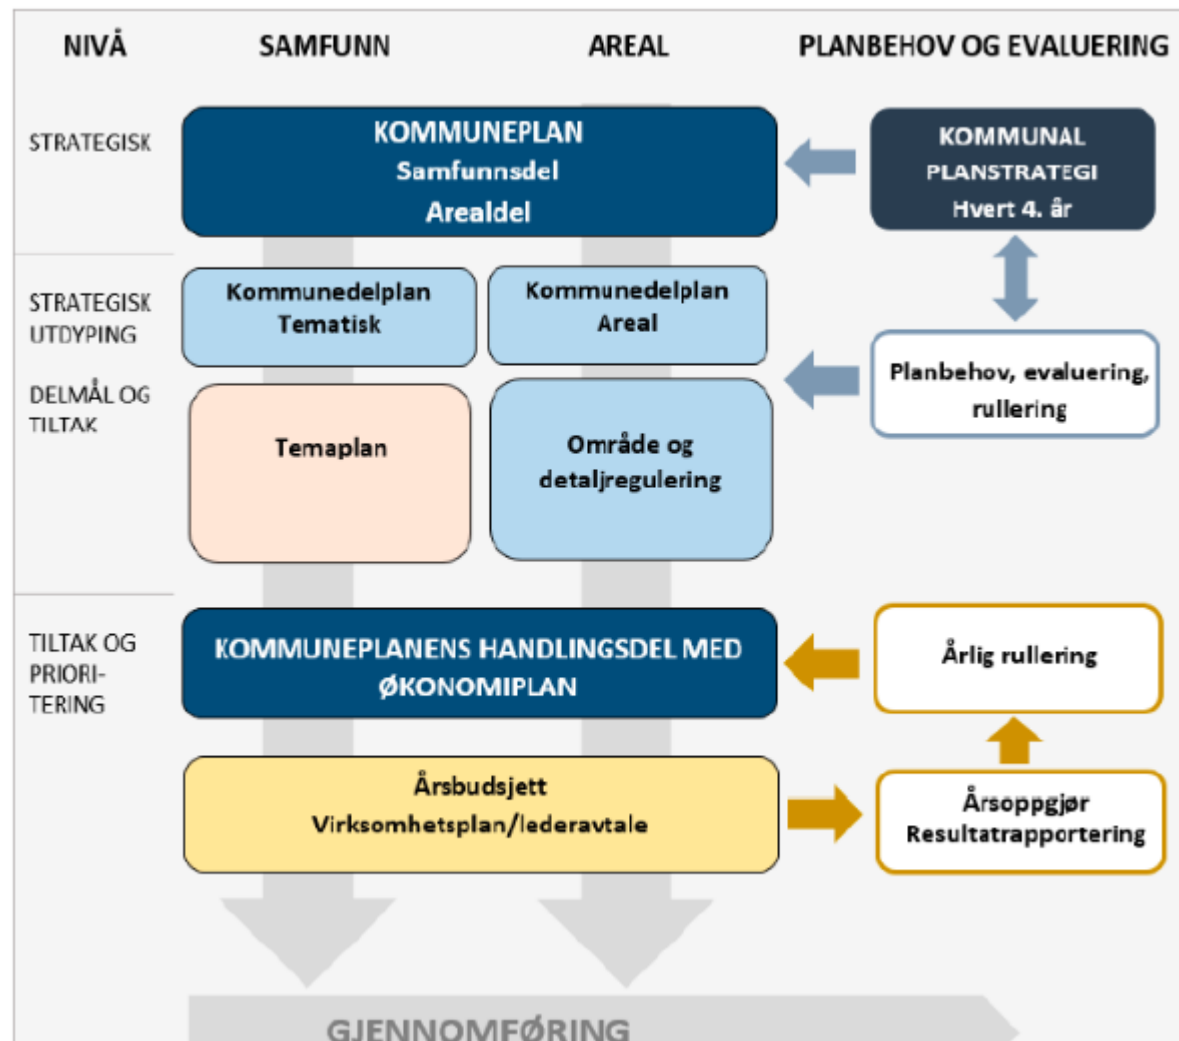 NIVÅ
SAMFUNN
AREAL
PLANBEHOV OG EVALUERING
STRATEGISK
KOMMUNEPLAN
Samfunnsdel
Arealdel
KOMMUNAL
PLANSTRATEGI
Hvert 4. år
STRATEGISK
UTDYPING
Kommunedelplan
Tematisk
Kommunedelplan
Areal
Planbehov, evaluering,
rullering
DELMÅL OG
TILTAK
Temaplan
Område og
detaljregulering
TILTAK OG
PRIORI-
TERING
KOMMUNEPLANENS HANDLINGSDEL MED
ØKONOMIPLAN
Årlig rullering
Årsbudsjett
Virksomhetsplan/lederavtale
Årsoppgjør
Resultatrapportering
GJENNOMFØRING